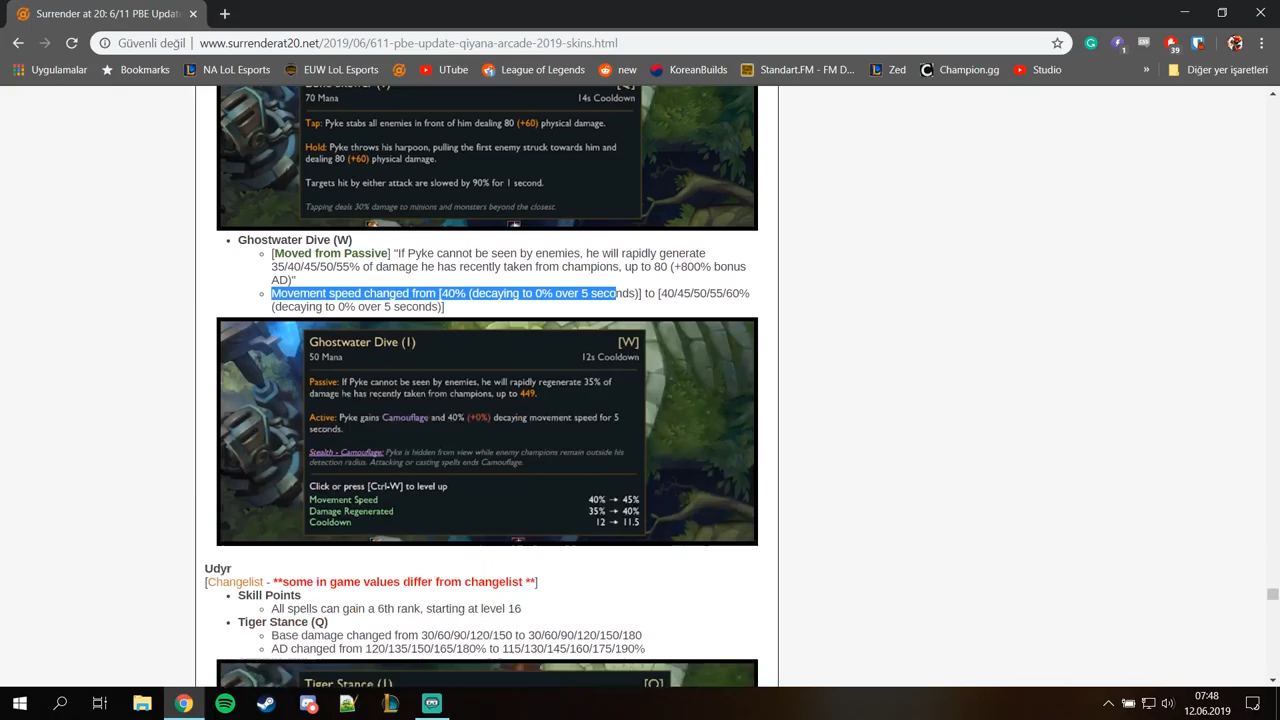 Surrender at 20: 6/11 PBE Update
Güvenli değil
www.surrenderat20.net/2019/06/611-pbe-update-qiyana-arcade-2019-skins.html
1
39
Uygulamalar
Bookmarks
NA LoL Esports
EUW LoL Esports
UTube
League of Legends
new
KoreanBuilds
Standart.FM - FM D...
Zed
Champion.gg
Studio
»
Diğer yer işaretleri
70 Mana
14s Cooldown
Tap: Pyke stabs all enemies in front of him dealing 80 (+60) physical damage.
Hold: Pyke throws his harpoon, pulling the first enemy struck towards him and
dealing 80 (+60) physical damage.
Targets hit by either attack are slowed by 90% for 1 second.
Tapping deals 30% damage to minions and monsters beyond the closest.
• Ghostwater Dive (W)
[Moved from Passive] "If Pyke cannot be seen by enemies, he will rapidly generate
35/40/45/50/55% of damage he has recently taken from champions, up to 80 (+800% bonus
AD)"
Movement speed changed from [40% (decaying to 0% over 5 seconds)] to [40/45/50/55/60%
(decaying to 0% over 5 seconds)]
Ghostwater Dive (1)
[W]
50 Mana
12s Cooldown
Passive: If Pyke cannot be seen by enemies, he will rapidly regenerate 35% of
damage he has recently taken from champions, up to 449.
Active: Pyke gains Camouflage and 40% (+0%) decaying movement speed for 5
seconds.
Stealth - Camouflage: Pyke is hidden from view while enemy champions remain outside his
detection radius. Attacking or casting spells ends Camouflage.
Click or press [Ctrl+W] to level up
Movement Speed 40% → 45%
Damage Regenerated 35% → 40%
Cooldown 12 → 11.5
Udyr
[Changelist - **some in game values differ from changelist **]
• Skill Points
All spells can gain a 6th rank, starting at level 16
• Tiger Stance (Q)
Base damage changed from 30/60/90/120/150 to 30/60/90/120/150/180
AD changed from 120/135/150/165/180% to 115/130/145/160/175/190%
Tiger Stance (1)
[Q]
07:48
12.06.2019